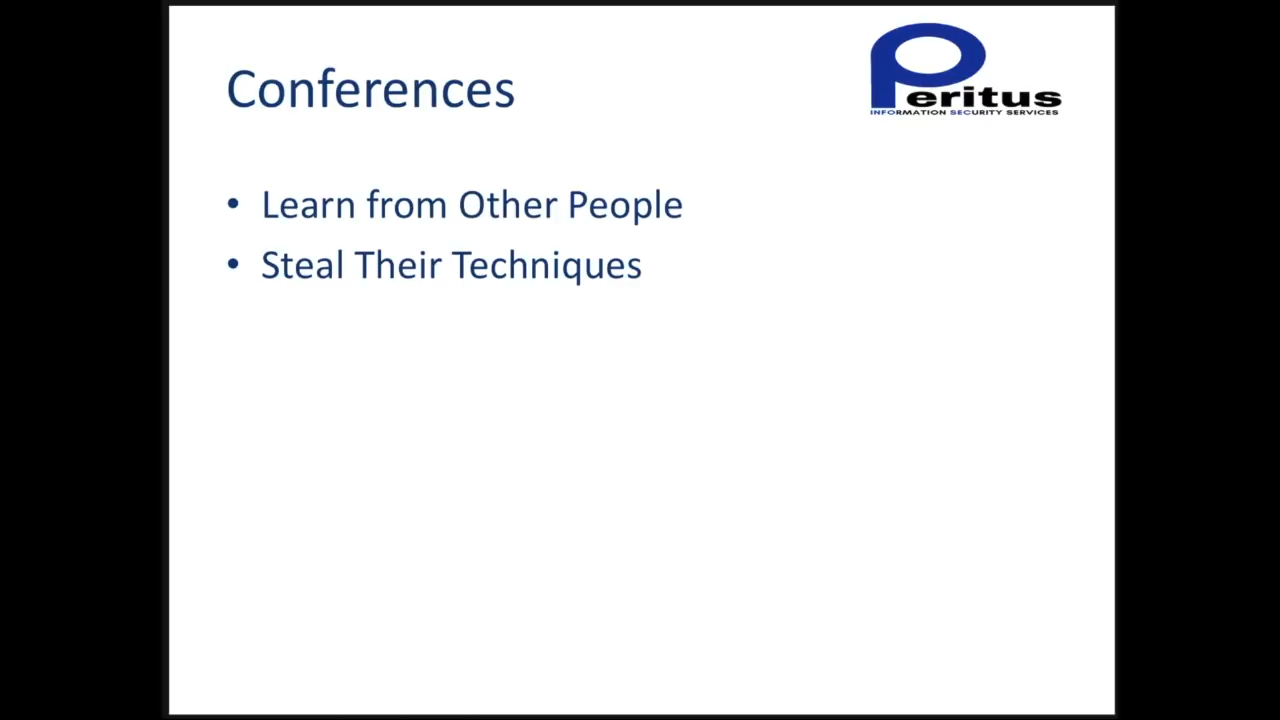 Conferences
Peritus
INFORMATION SECURITY SERVICES
• Learn from Other People
• Steal Their Techniques